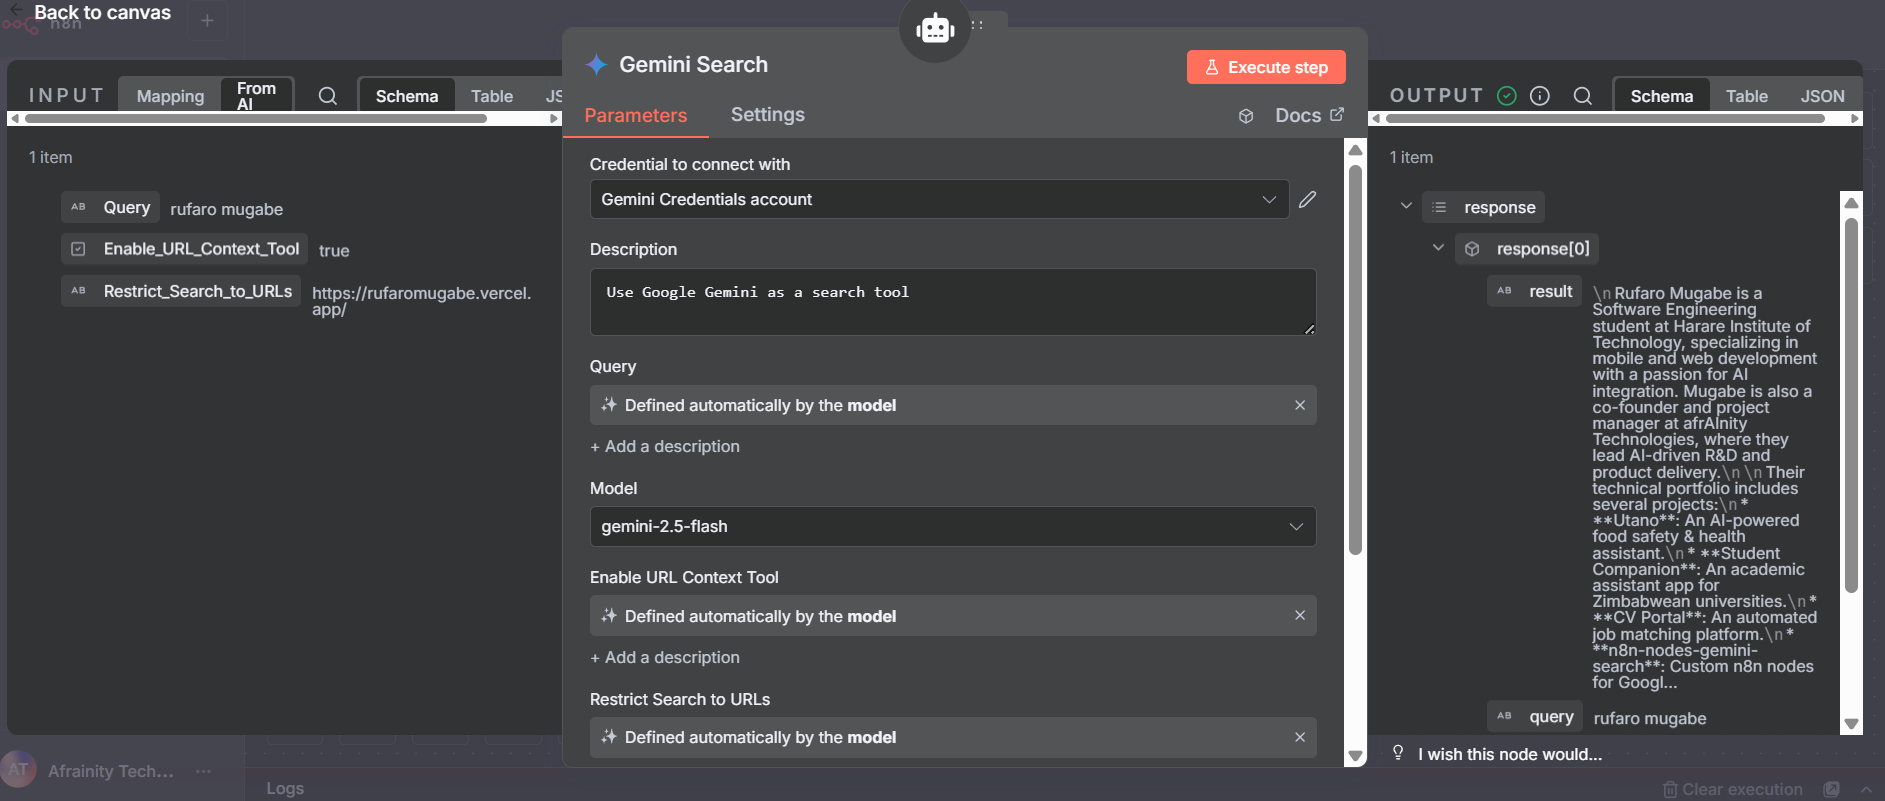 Back to canvas
n8n
INPUT
Mapping
From AI
Schema
Table
JS
1 item
AB Query rufaro mugabe
Enable_URL_Context_Tool true
AB Restrict_Search_to_URLs https://rufaromugabe.vercel.
app/
Gemini Search
Execute step
Parameters
Settings
Docs
Credential to connect with
Gemini Credentials account
Description
Use Google Gemini as a search tool
Query
Defined automatically by the model
+ Add a description
Model
gemini-2.5-flash
Enable URL Context Tool
Defined automatically by the model
+ Add a description
Restrict Search to URLs
Defined automatically by the model
OUTPUT
Schema
Table
JSON
1 item
response
response[0]
AB result \n Rufaro Mugabe is a
Software Engineering
student at Harare Institute of
Technology, specializing in
mobile and web development
with a passion for AI
integration. Mugabe is also a
co-founder and project
manager at afrAInity
Technologies, where they
lead AI-driven R&D and
product delivery.\n\nTheir
technical portfolio includes
several projects:\n*
**Utano**: An AI-powered
food safety & health
assistant.\n* **Student
Companion**: An academic
assistant app for
Zimbabwean universities.\n*
**CV Portal**: An automated
job matching platform.\n*
**n8n-nodes-gemini-
search**: Custom n8n nodes
for Googl...
AB query rufaro mugabe
I wish this node would...
AT Afrainity Tech... ...
Logs
Clear execution